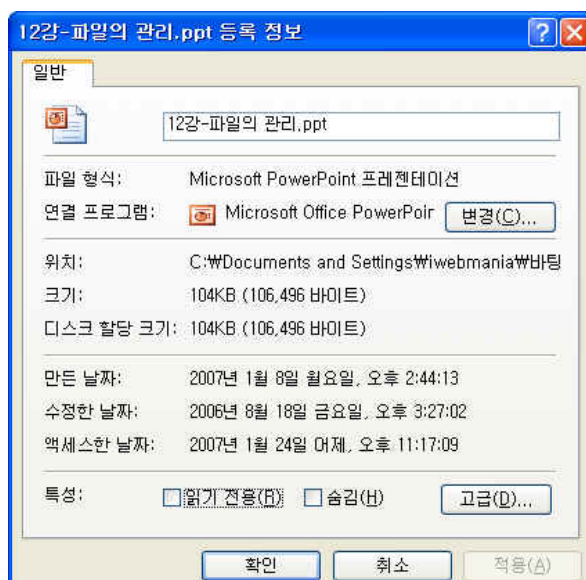 12강-파일의 관리.ppt 등록 정보
일반
12강-파일의 관리.ppt
파일 형식: Microsoft PowerPoint 프레젠테이션
연결 프로그램: Microsoft Office PowerPoir 변경(C)...
위치: C:₩Documents and Settings₩iwebmania₩바탕
크기: 104KB (106,496 바이트)
디스크 할당 크기: 104KB (106,496 바이트)
만든 날짜: 2007년 1월 8일 월요일, 오후 2:44:13
수정한 날짜: 2006년 8월 18일 금요일, 오후 3:27:02
액세스한 날짜: 2007년 1월 24일 어제, 오후 11:17:09
특성: 읽기 전용(R) 숨김(H) 고급(D)...
확인 취소 적용(A)